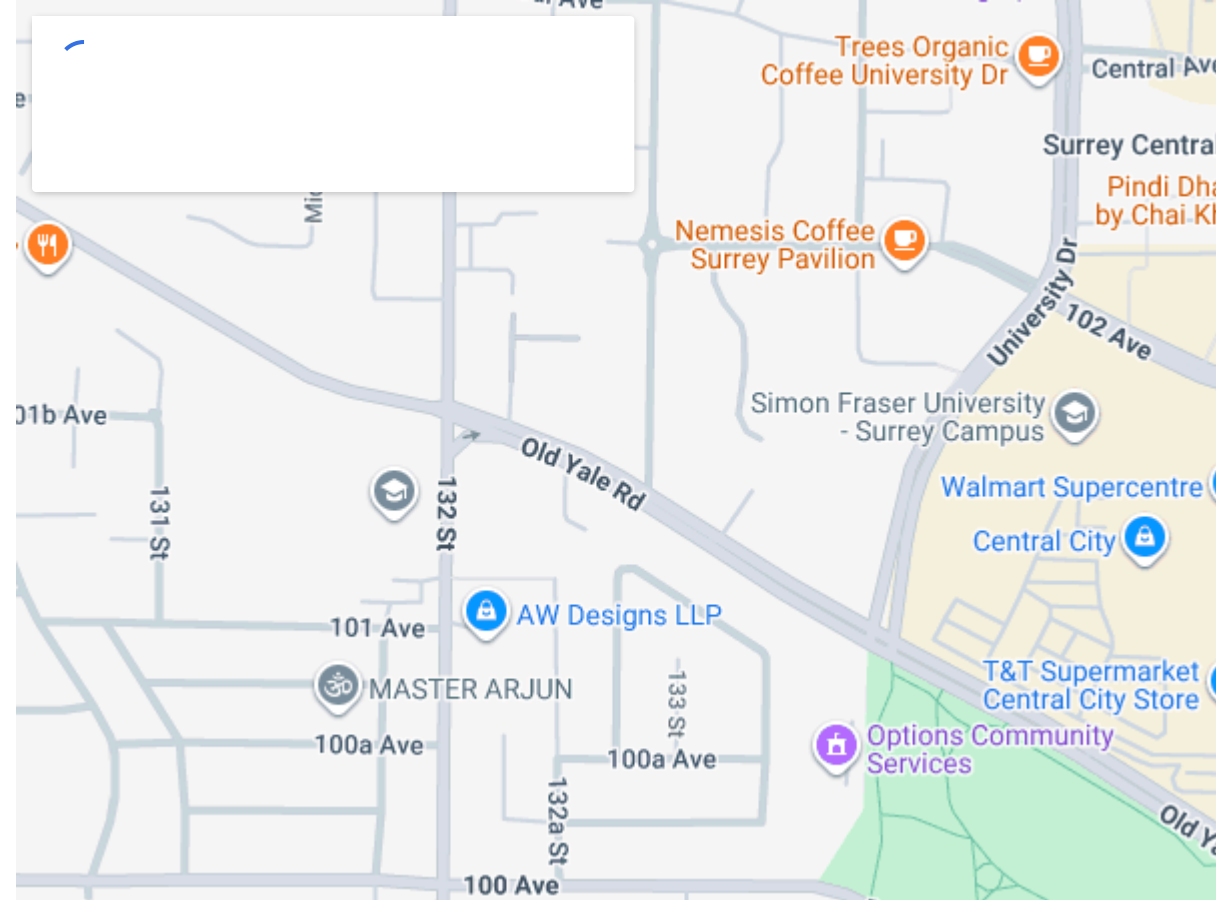 Trees Organic
Coffee University Dr
Central Ave
Surrey Central
Pindi Dha
by Chai Kh
Nemesis Coffee
Surrey Pavilion
University Dr
102 Ave
01b Ave
Simon Fraser University
- Surrey Campus
Old Yale Rd
132 St
131 St
Walmart Supercentre
Central City
AW Designs LLP
101 Ave
T&T Supermarket
Central City Store
MASTER ARJUN
133 St
100a Ave
100a Ave
Options Community
Services
132a St
Old Ya
100 Ave